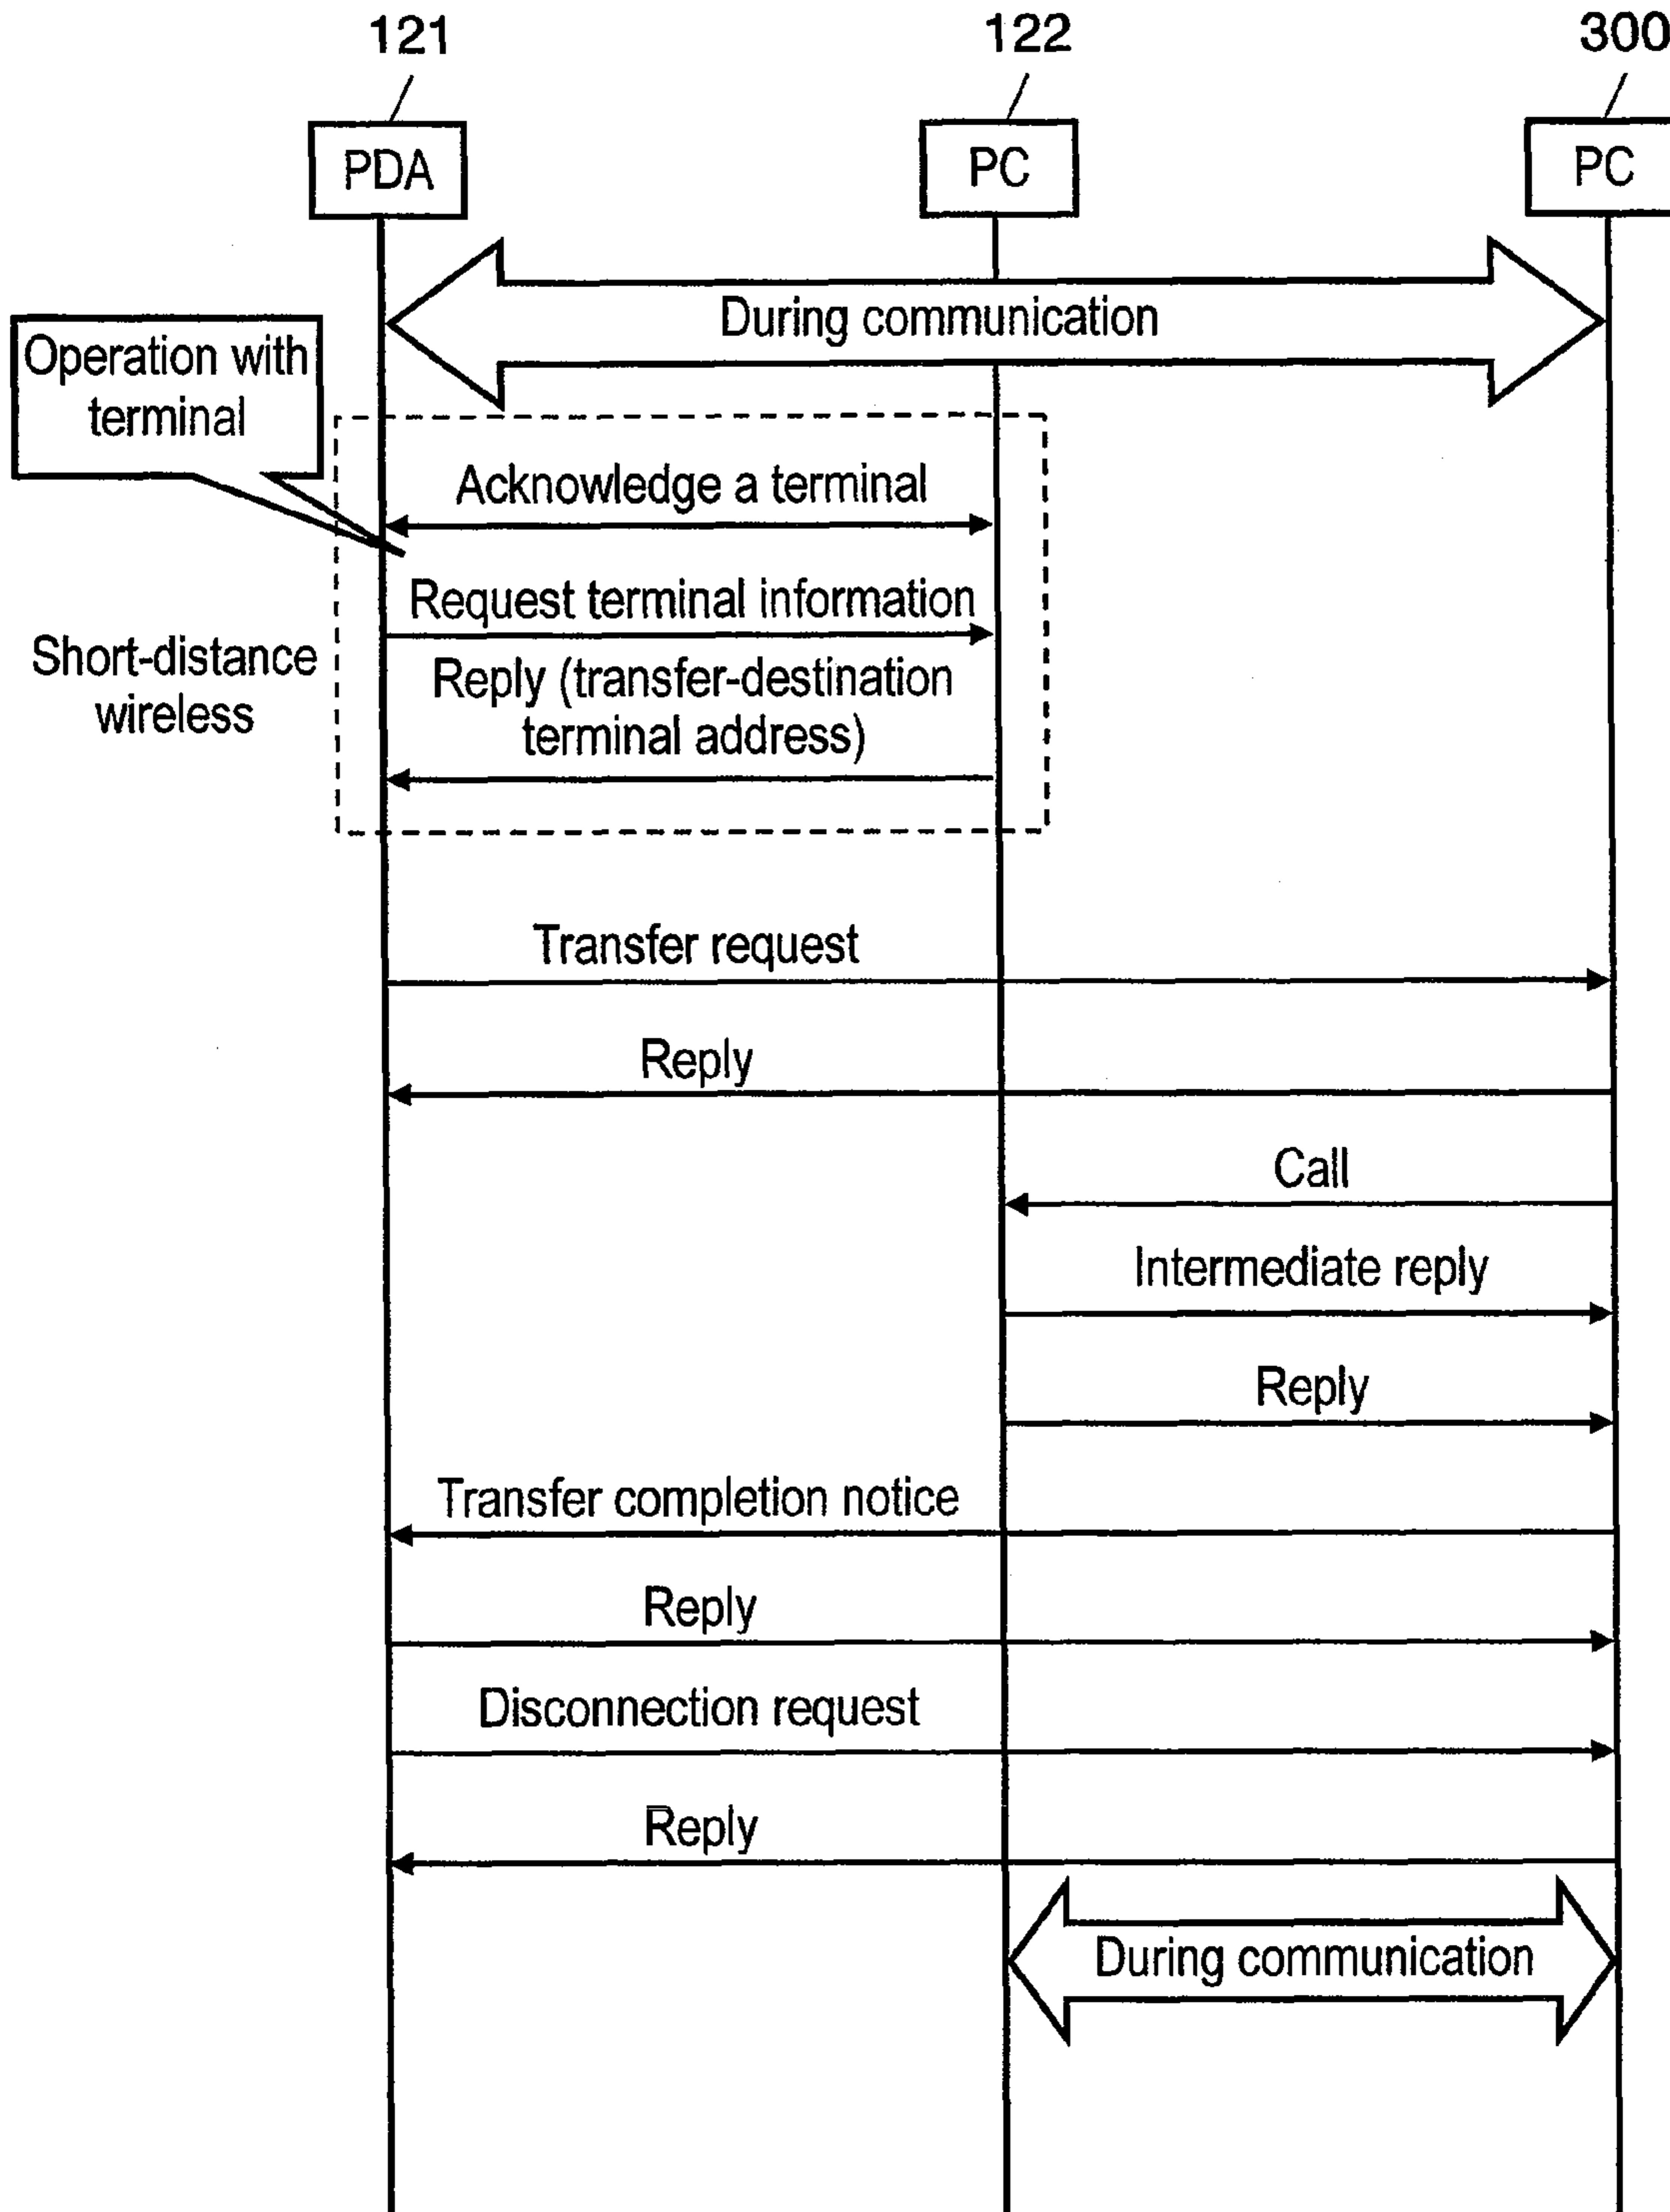 121
122
300
PDA
PC
PC
During communication
Operation with
terminal
Acknowledge a terminal
Request terminal information
Short-distance
wireless
Reply (transfer-destination
terminal address)
Transfer request
Reply
Call
Intermediate reply
Reply
Transfer completion notice
Reply
Disconnection request
Reply
During communication